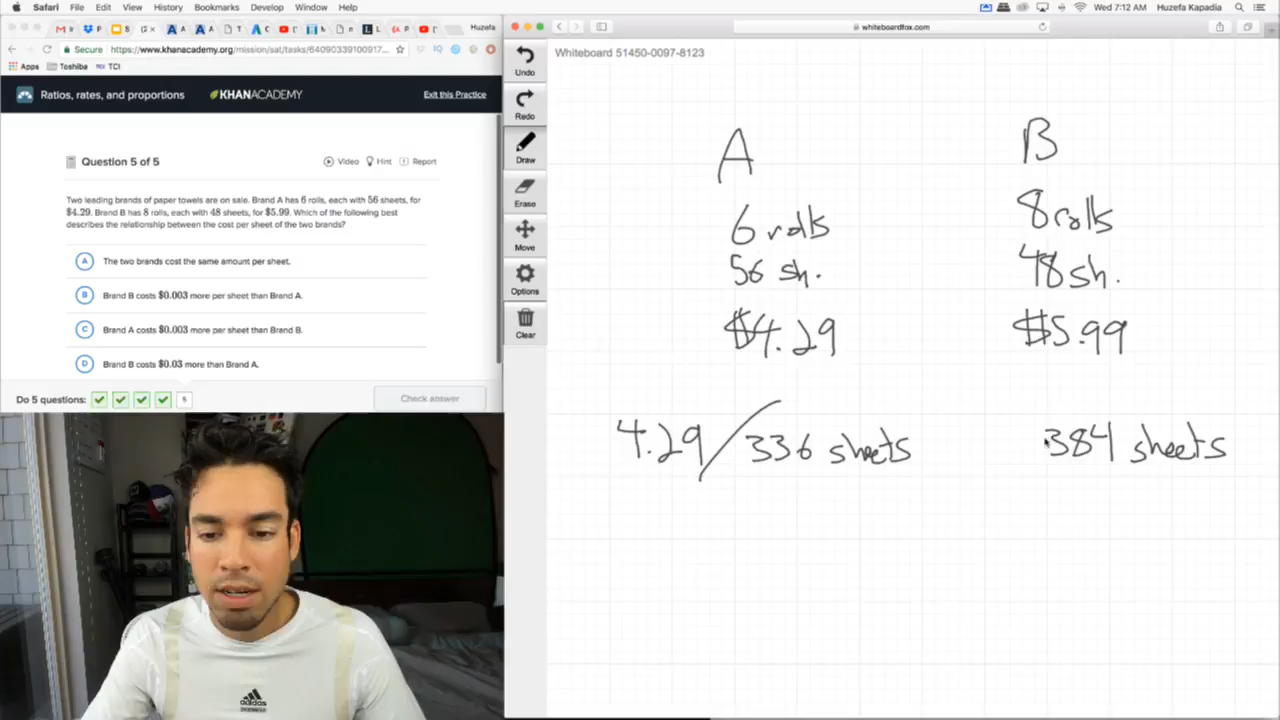 Safari File Edit View History Bookmarks Develop Window Help
Wed 7:12 AM Huzefa Kapadia
Huzefa
Secure https://www.khanacademy.org/mission/sat/tasks/64090339100917...
Apps Toshiba TCI
whiteboardfox.com
Ratios, rates, and proportions KHANACADEMY Exit this Practice
Question 5 of 5 Video Hint Report
Two leading brands of paper towels are on sale. Brand A has 6 rolls, each with 56 sheets, for
$4.29. Brand B has 8 rolls, each with 48 sheets, for $5.99. Which of the following best
describes the relationship between the cost per sheet of the two brands?
A The two brands cost the same amount per sheet.
B Brand B costs $0.003 more per sheet than Brand A.
C Brand A costs $0.003 more per sheet than Brand B.
D Brand B costs $0.03 more than Brand A.
Do 5 questions: 5 Check answer
Undo
Redo
Draw
Erase
Move
Options
Clear
Whiteboard 51450-0097-8123
A B
6 rolls 8 rolls
56 sh. 48 sh.
$4.29 $5.99
4.29/336 sheets 384 sheets
adidas